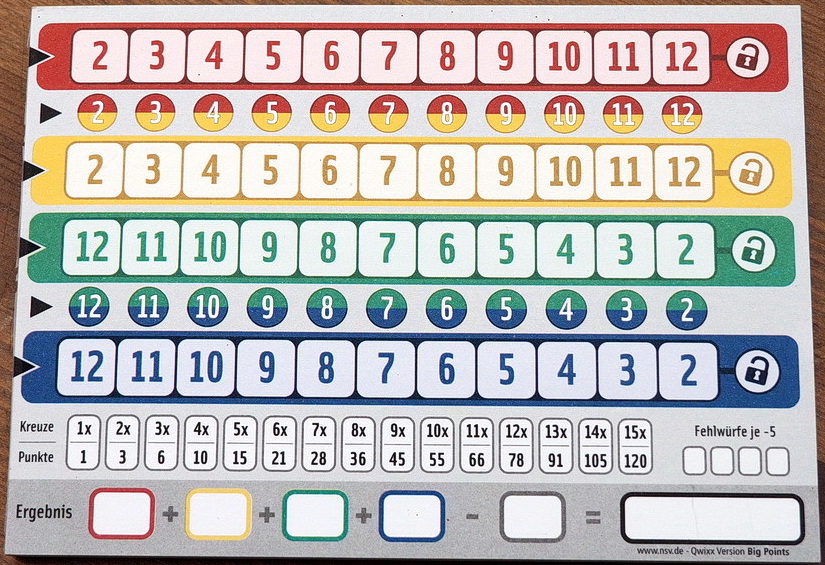 2 3 4 5 6 7 8 9 10 11 12
2 3 4 5 6 7 8 9 10 11 12
2 3 4 5 6 7 8 9 10 11 12
12 11 10 9 8 7 6 5 4 3 2
12 11 10 9 8 7 6 5 4 3 2
12 11 10 9 8 7 6 5 4 3 2
Kreuze 1x 2x 3x 4x 5x 6x 7x 8x 9x 10x 11x 12x 13x 14x 15x Fehlwürfe je -5
Punkte 1 3 6 10 15 21 28 36 45 55 66 78 91 105 120
Ergebnis + + + - =
www.nsv.de - Qwixx Version Big Points